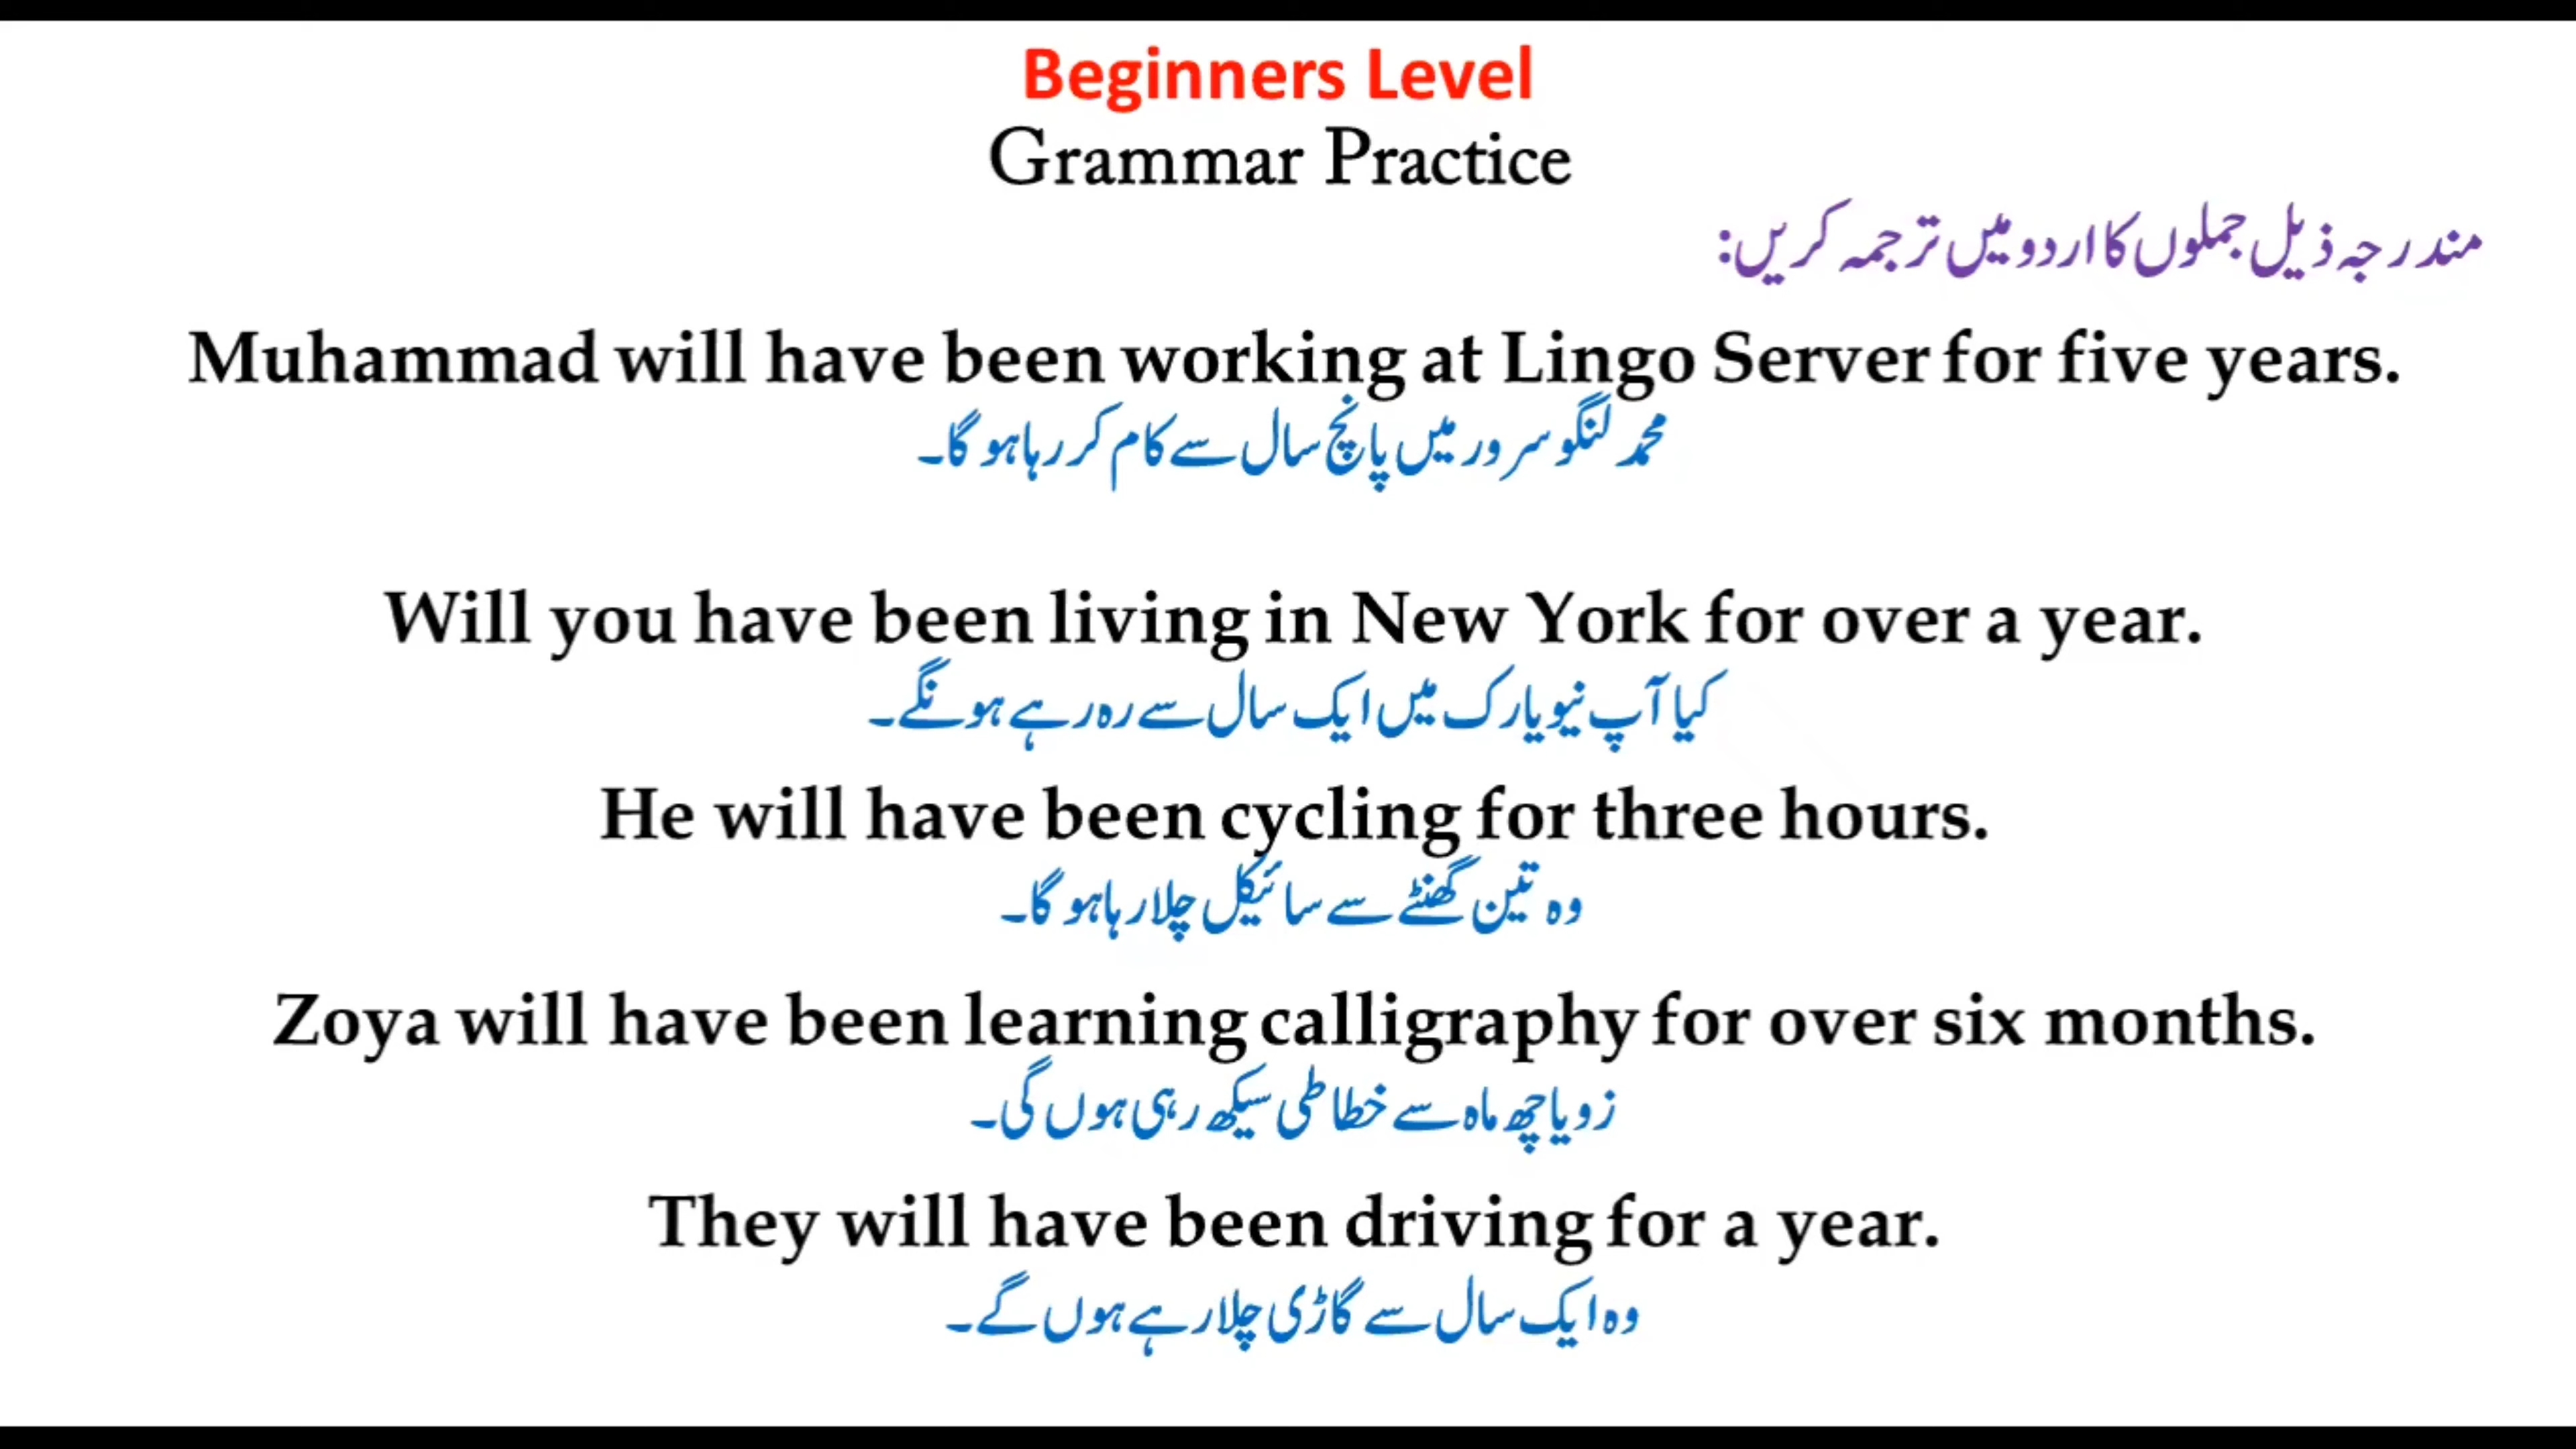 Beginners Level
Grammar Practice
مندرجہ ذیل جملوں کا اردو میں ترجمہ کریں:
Muhammad will have been working at Lingo Server for five years.
محمد لنگو سرور میں پانچ سال سے کام کر رہا ہو گا۔
Will you have been living in New York for over a year.
کیا آپ نیو یارک میں ایک سال سے رہ رہے ہونگے۔
He will have been cycling for three hours.
وہ تین گھنٹے سے سائیکل چلا رہا ہو گا۔
Zoya will have been learning calligraphy for over six months.
زویا چھ ماہ سے خطاطی سیکھ رہی ہوں گی۔
They will have been driving for a year.
وہ ایک سال سے گاڑی چلا رہے ہوں گے۔